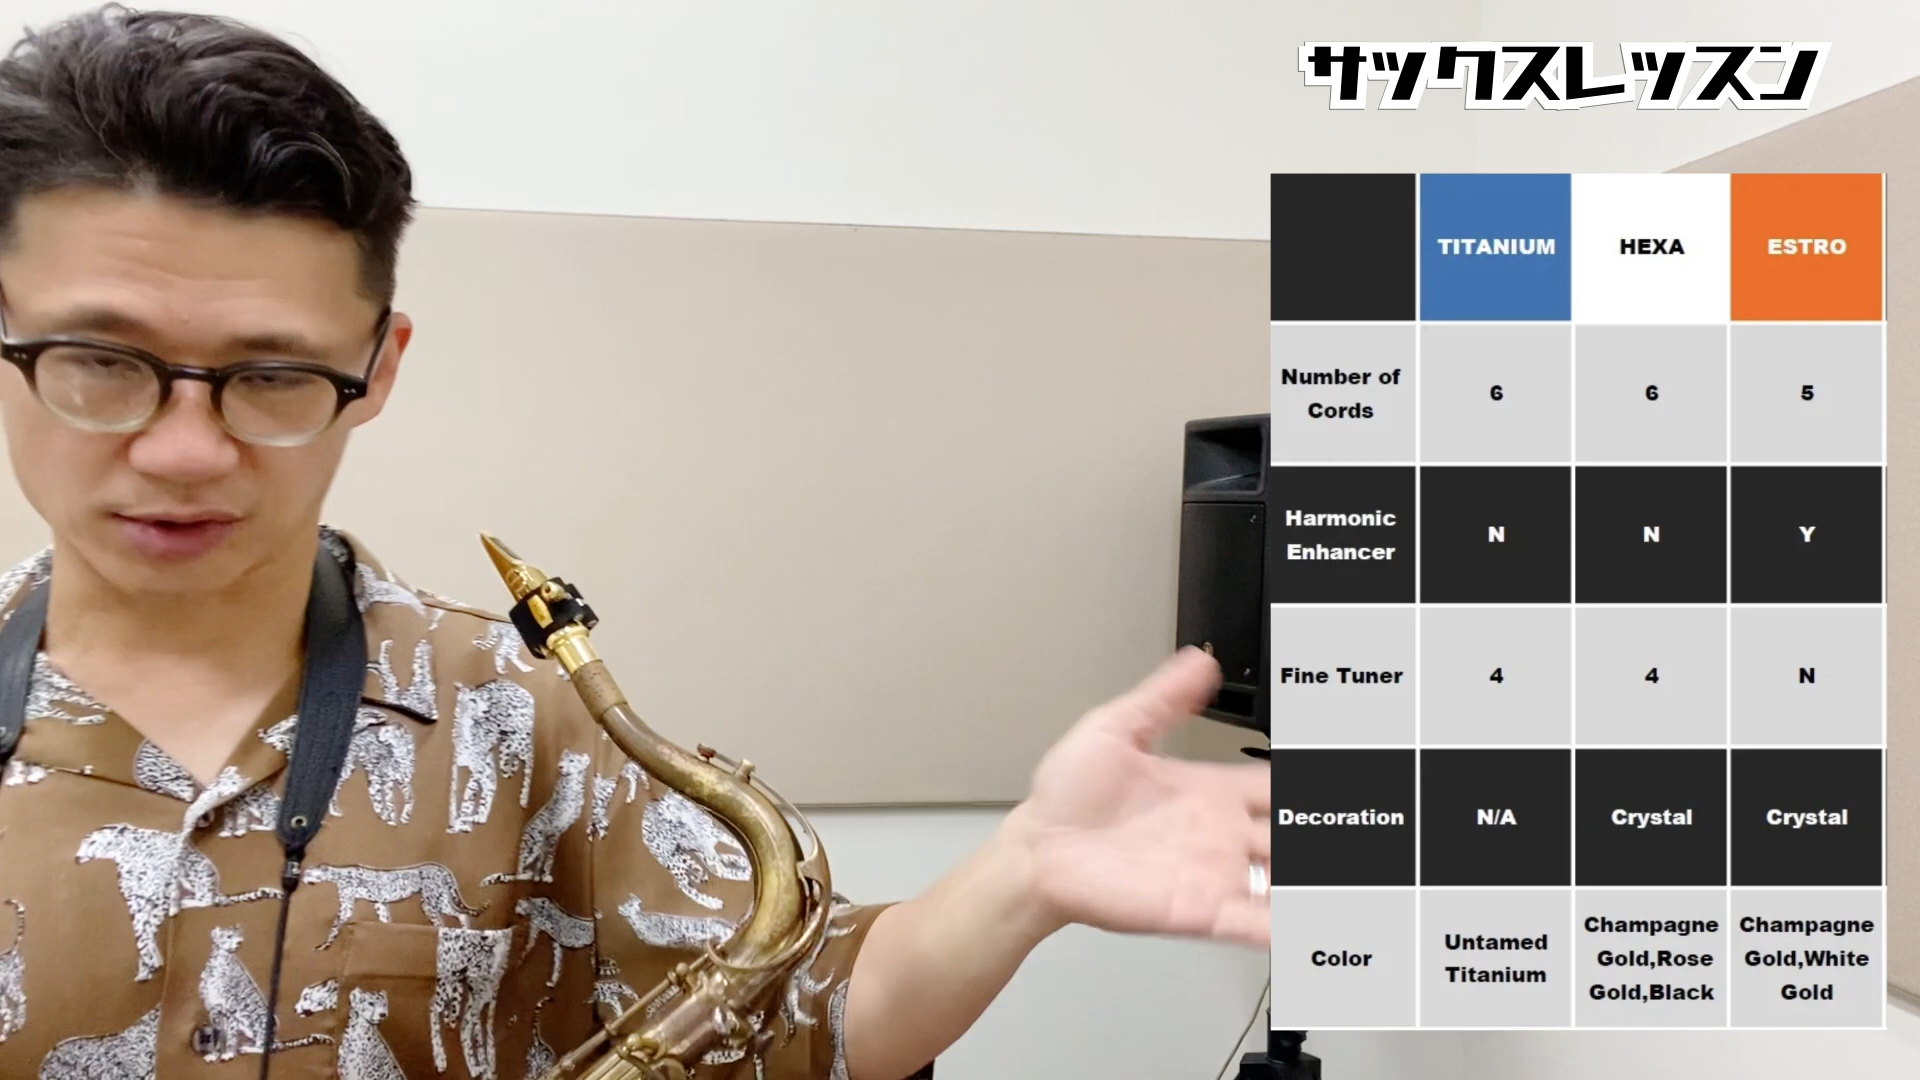 サックスレッスン
TITANIUM HEXA ESTRO
Number of Cords 6 6 5
Harmonic Enhancer N N Y
Fine Tuner 4 4 N
Decoration N/A Crystal Crystal
Color Untamed Titanium Champagne Gold,Rose Gold,Black Champagne Gold,White Gold